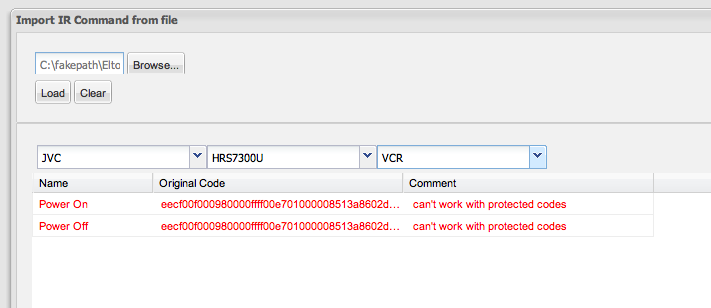 Import IR Command from file
C:\fakepath\Elto
Browse...
Load Clear
JVC HRS7300U VCR
Name Original Code Comment
Power On eecf00f000980000ffff00e701000008513a8602d... can't work with protected codes
Power Off eecf00f000980000ffff00e701000008513a8602d... can't work with protected codes